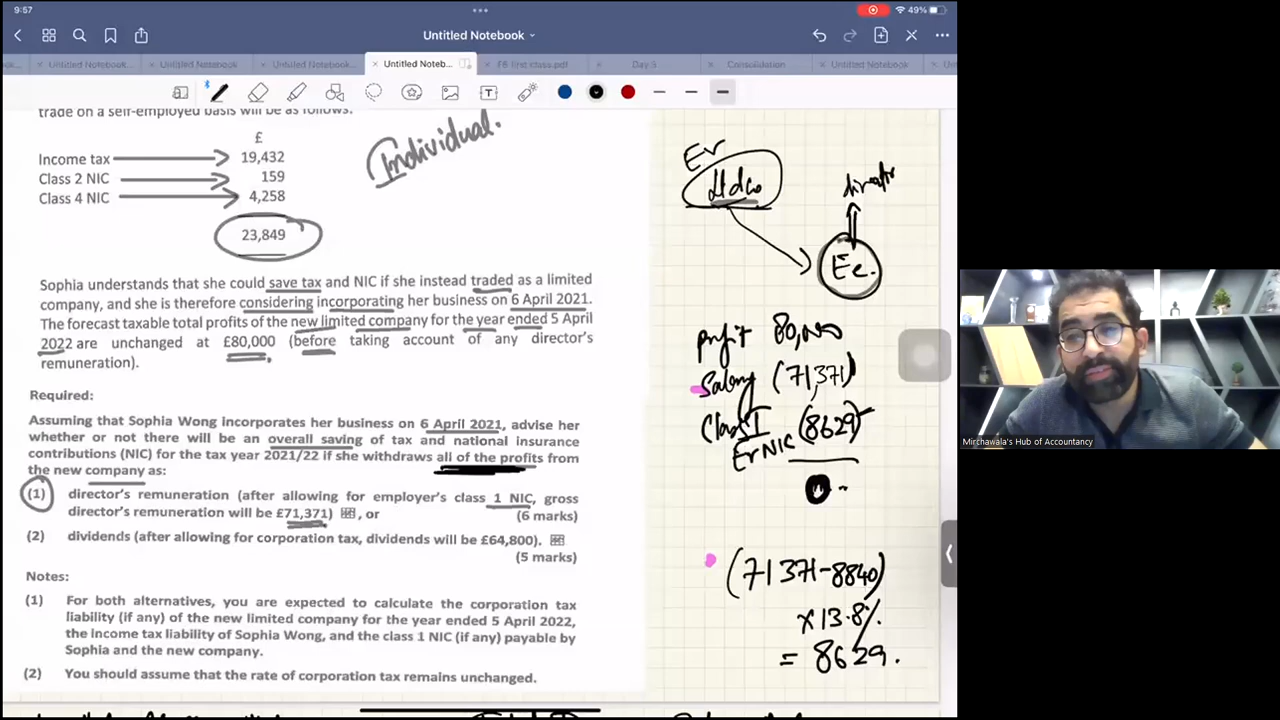 9:57
49%
Untitled Notebook
Untitled Notebook
Untitled Notebook
Untitled Notebook
Untitled Noteb...
F6 first class.pdf
Day 5
Consolidation
Untitled Notebook
trade on a self-employed basis will be as follows:
£
Income tax 19,432
Class 2 NIC 159
Class 4 NIC 4,258
23,849
Individual.
Sophia understands that she could save tax and NIC if she instead traded as a limited
company, and she is therefore considering incorporating her business on 6 April 2021.
The forecast taxable total profits of the new limited company for the year ended 5 April
2022 are unchanged at £80,000 (before taking account of any director's
remuneration).
Required:
Assuming that Sophia Wong incorporates her business on 6 April 2021, advise her
whether or not there will be an overall saving of tax and national insurance
contributions (NIC) for the tax year 2021/22 if she withdraws all of the profits from
the new company as:
(1) director's remuneration (after allowing for employer's class 1 NIC, gross
director's remuneration will be £71,371) , or
(6 marks)
(2) dividends (after allowing for corporation tax, dividends will be £64,800).
(5 marks)
Notes:
(1) For both alternatives, you are expected to calculate the corporation tax
liability (if any) of the new limited company for the year ended 5 April 2022,
the income tax liability of Sophia Wong, and the class 1 NIC (if any) payable by
Sophia and the new company.
(2) You should assume that the rate of corporation tax remains unchanged.
Er
Ltd co
director
Ee.
Profit 80,000
Salary (71,371)
Class I (8629)
Er NIC
0
(71371-8840)
x 13.8%
= 8629.
Mirchawala's Hub of Accountancy